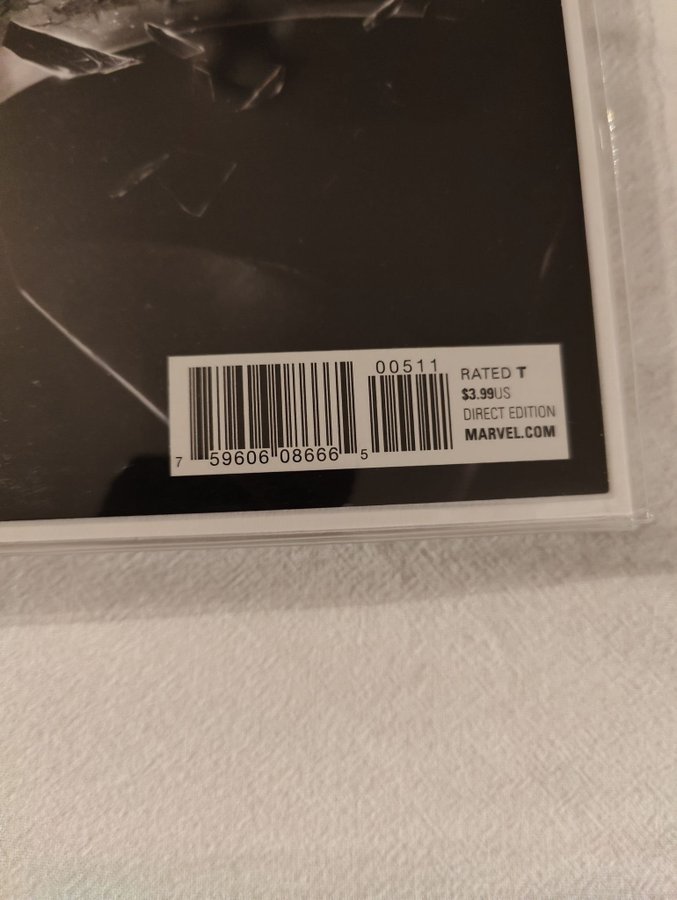 00511
7 59606 08666 5
RATED T
$3.99US
DIRECT EDITION
MARVEL.COM